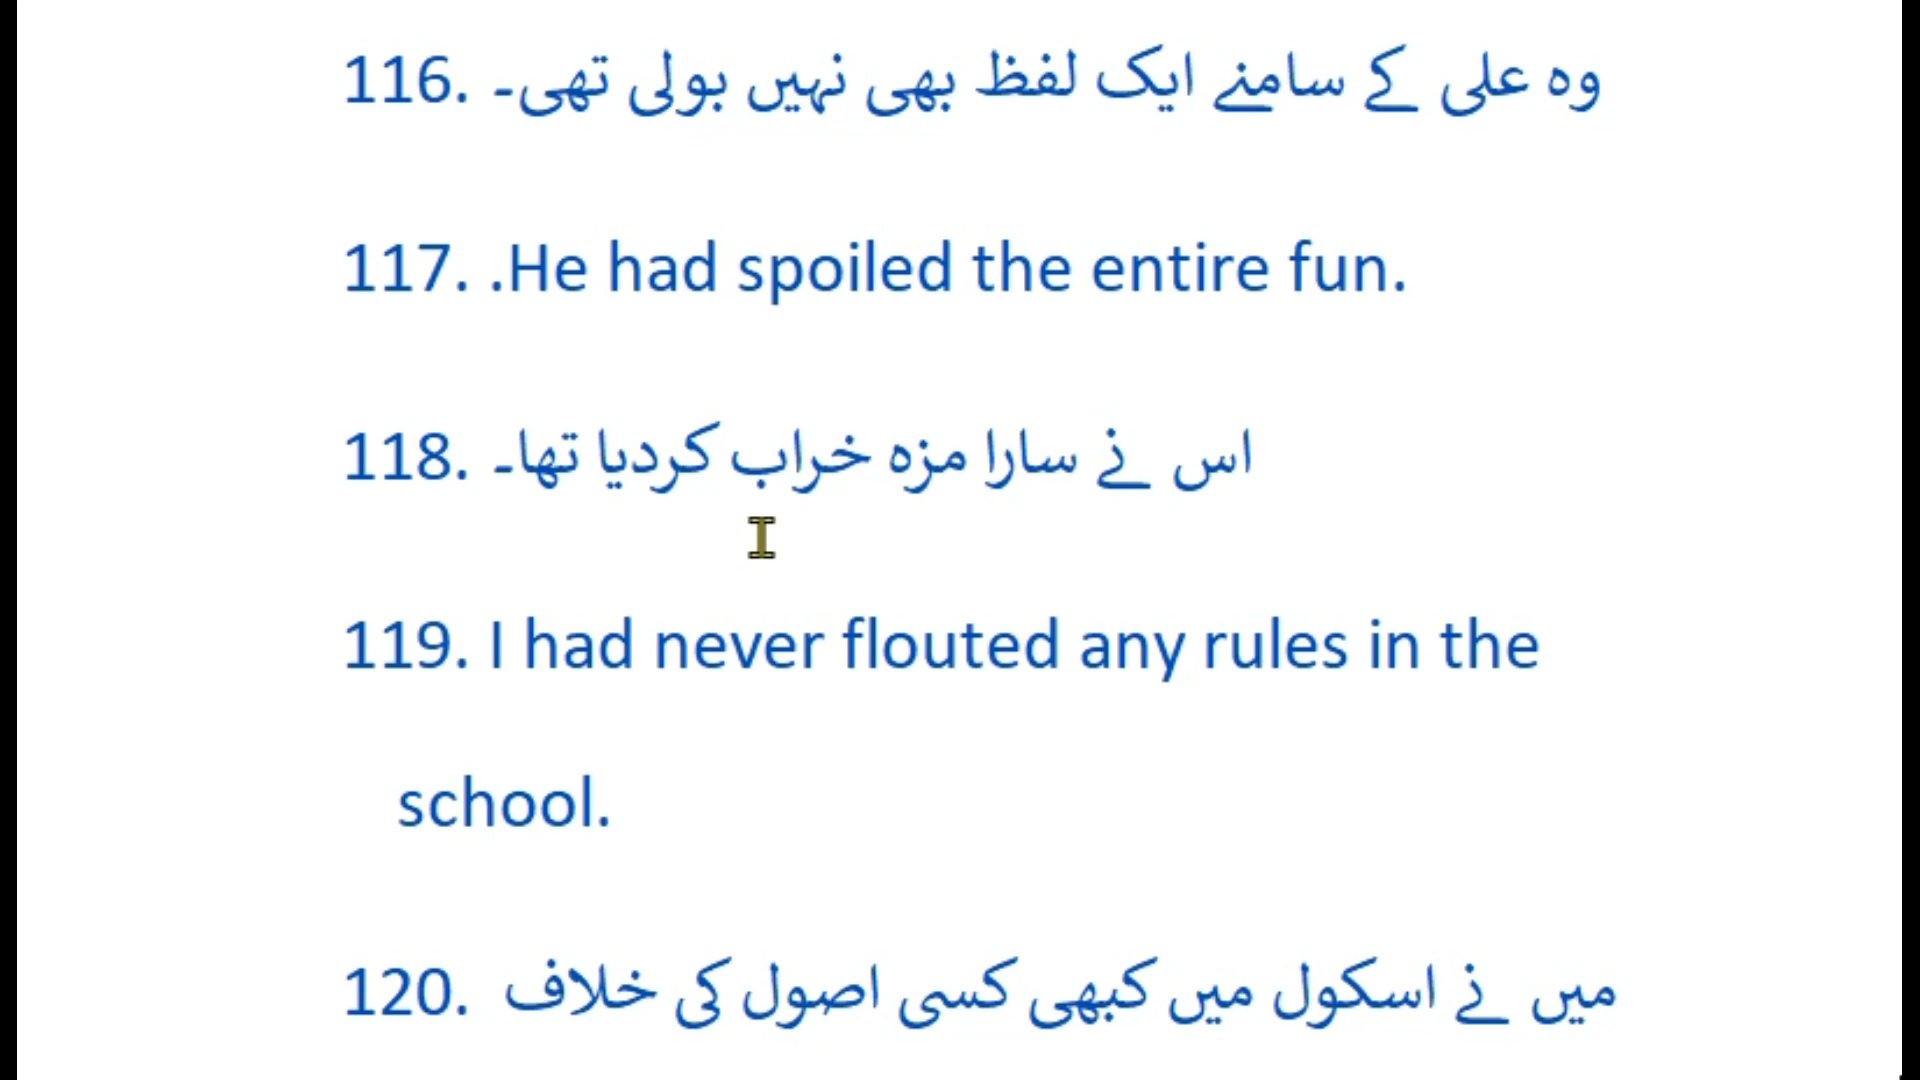 116. وہ علی کے سامنے ایک لفظ بھی نہیں بولی تھی۔
117. .He had spoiled the entire fun.
118. اس نے سارا مزہ خراب کردیا تھا۔
119. I had never flouted any rules in the
school.
120. میں نے اسکول میں کبھی کسی اصول کی خلاف